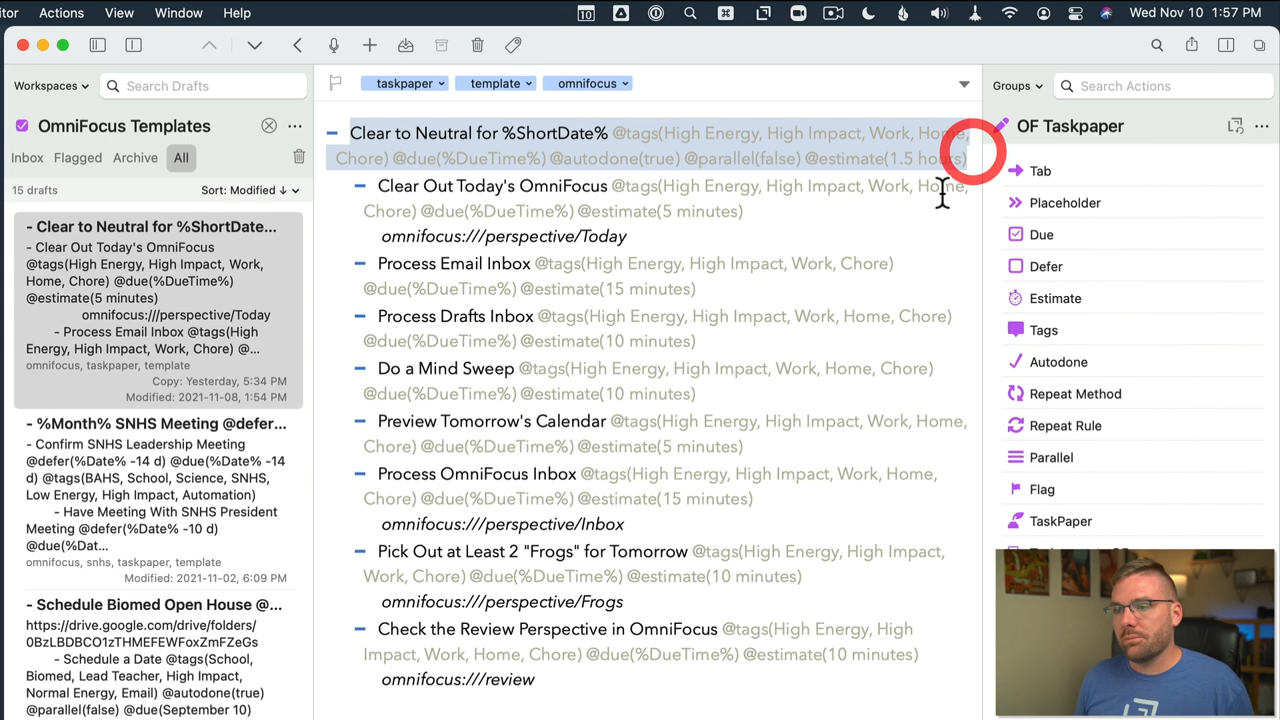 itor Actions View Window Help 10 Wed Nov 10 1:57 PM
Workspaces Search Drafts
OmniFocus Templates
Inbox Flagged Archive All
15 drafts Sort: Modified
- Clear to Neutral for %ShortDate...
- Clear Out Today's OmniFocus
@tags(High Energy, High Impact, Work,
Home, Chore) @due(%DueTime%)
@estimate(5 minutes)
omnifocus:///perspective/Today
- Process Email Inbox @tags(High
Energy, High Impact, Work, Chore) @...
omnifocus, taskpaper, template
Copy: Yesterday, 5:34 PM
Modified: 2021-11-08, 1:54 PM
- %Month% SNHS Meeting @defer...
- Confirm SNHS Leadership Meeting
@defer(%Date% -14 d) @due(%Date% -14
d) @tags(BAHS, School, Science, SNHS,
Low Energy, High Impact, Automation)
- Have Meeting With SNHS President
Meeting @defer(%Date% -10 d)
@due(%Dat...
omnifocus, snhs, taskpaper, template
Modified: 2021-11-02, 6:09 PM
- Schedule Biomed Open House @...
https://drive.google.com/drive/folders/
0BzLBDBCO1zTHMEFEWFoxZmFZeGs
- Schedule a Date @tags(School,
Biomed, Lead Teacher, High Impact,
Normal Energy, Email) @autodone(true)
@parallel(false) @due(September 10)
taskpaper template omnifocus
- Clear to Neutral for %ShortDate% @tags(High Energy, High Impact, Work, Home,
Chore) @due(%DueTime%) @autodone(true) @parallel(false) @estimate(1.5 hours)
- Clear Out Today's OmniFocus @tags(High Energy, High Impact, Work, Home,
Chore) @due(%DueTime%) @estimate(5 minutes)
omnifocus:///perspective/Today
- Process Email Inbox @tags(High Energy, High Impact, Work, Chore)
@due(%DueTime%) @estimate(15 minutes)
- Process Drafts Inbox @tags(High Energy, High Impact, Work, Home, Chore)
@due(%DueTime%) @estimate(10 minutes)
- Do a Mind Sweep @tags(High Energy, High Impact, Work, Home, Chore)
@due(%DueTime%) @estimate(10 minutes)
- Preview Tomorrow's Calendar @tags(High Energy, High Impact, Work, Home,
Chore) @due(%DueTime%) @estimate(5 minutes)
- Process OmniFocus Inbox @tags(High Energy, High Impact, Work, Home,
Chore) @due(%DueTime%) @estimate(15 minutes)
omnifocus:///perspective/Inbox
- Pick Out at Least 2 "Frogs" for Tomorrow @tags(High Energy, High Impact,
Work, Chore) @due(%DueTime%) @estimate(10 minutes)
omnifocus:///perspective/Frogs
- Check the Review Perspective in OmniFocus @tags(High Energy, High
Impact, Work, Home, Chore) @due(%DueTime%) @estimate(10 minutes)
omnifocus:///review
Groups Search Actions
OF Taskpaper
Tab
Placeholder
Due
Defer
Estimate
Tags
Autodone
Repeat Method
Repeat Rule
Parallel
Flag
TaskPaper